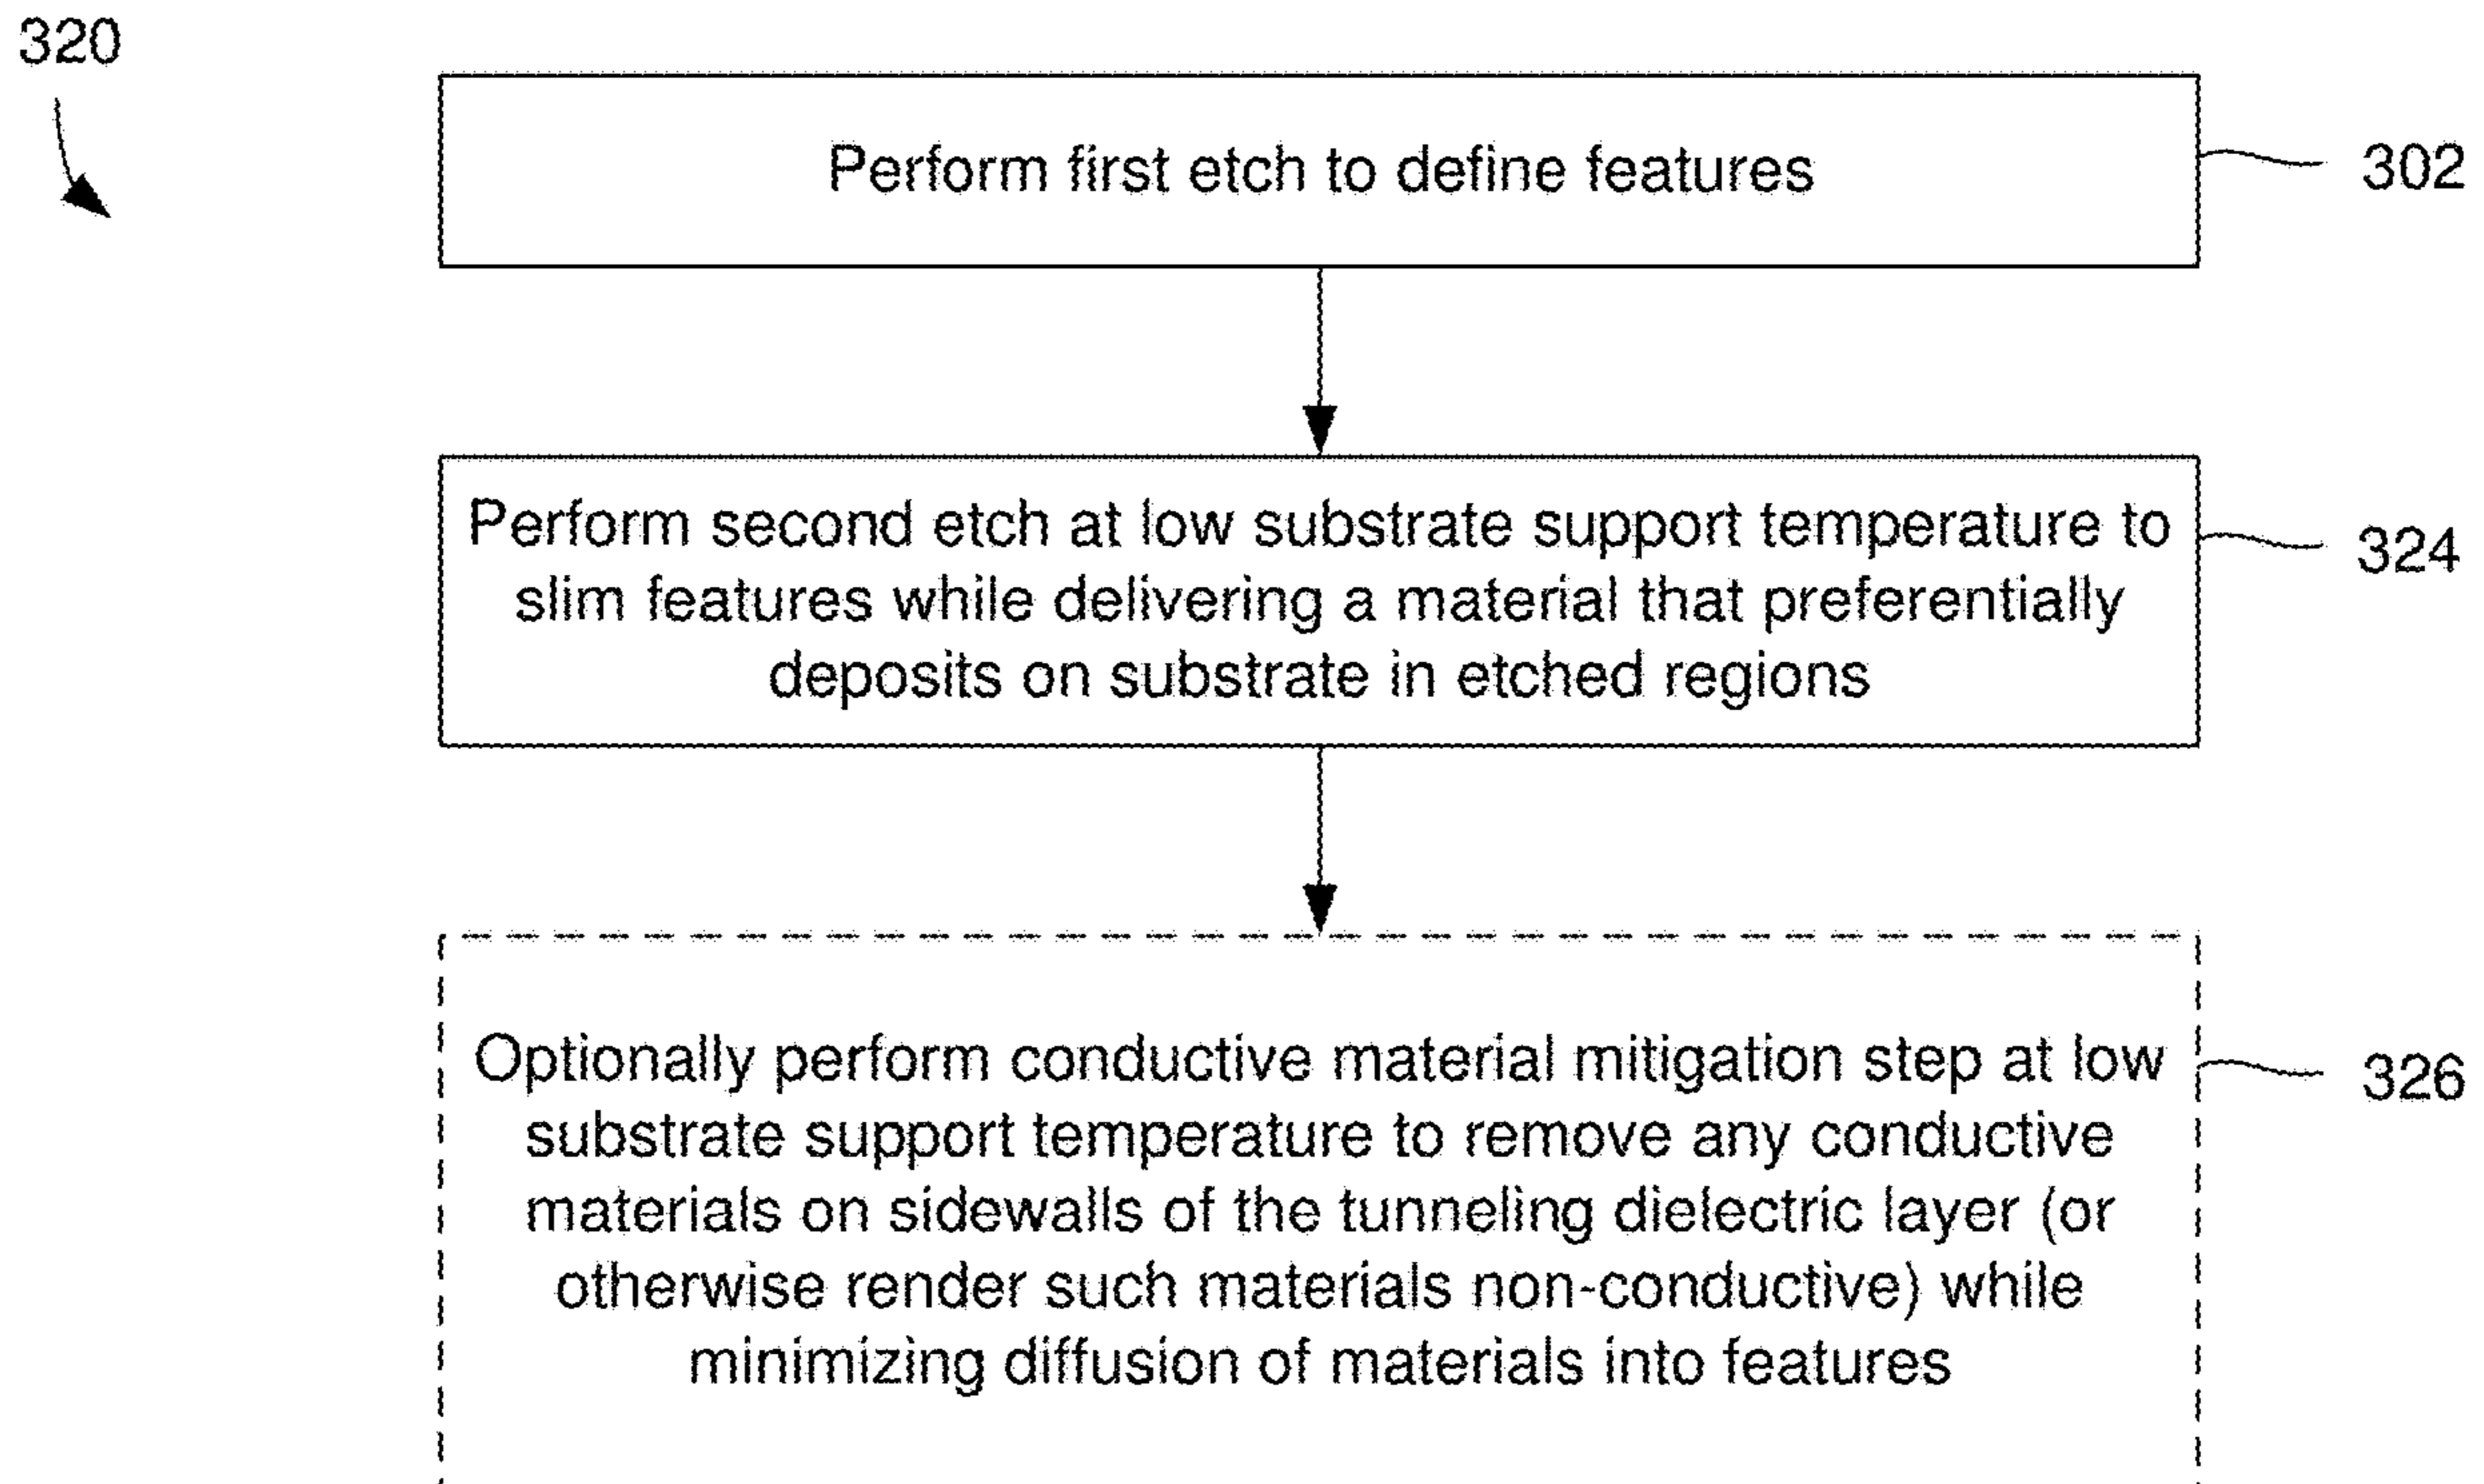 320
Perform first etch to define features
302
Perform second etch at low substrate support temperature to
slim features while delivering a material that preferentially
deposits on substrate in etched regions
324
Optionally perform conductive material mitigation step at low
substrate support temperature to remove any conductive
materials on sidewalls of the tunneling dielectric layer (or
otherwise render such materials non-conductive) while
minimizing diffusion of materials into features
326